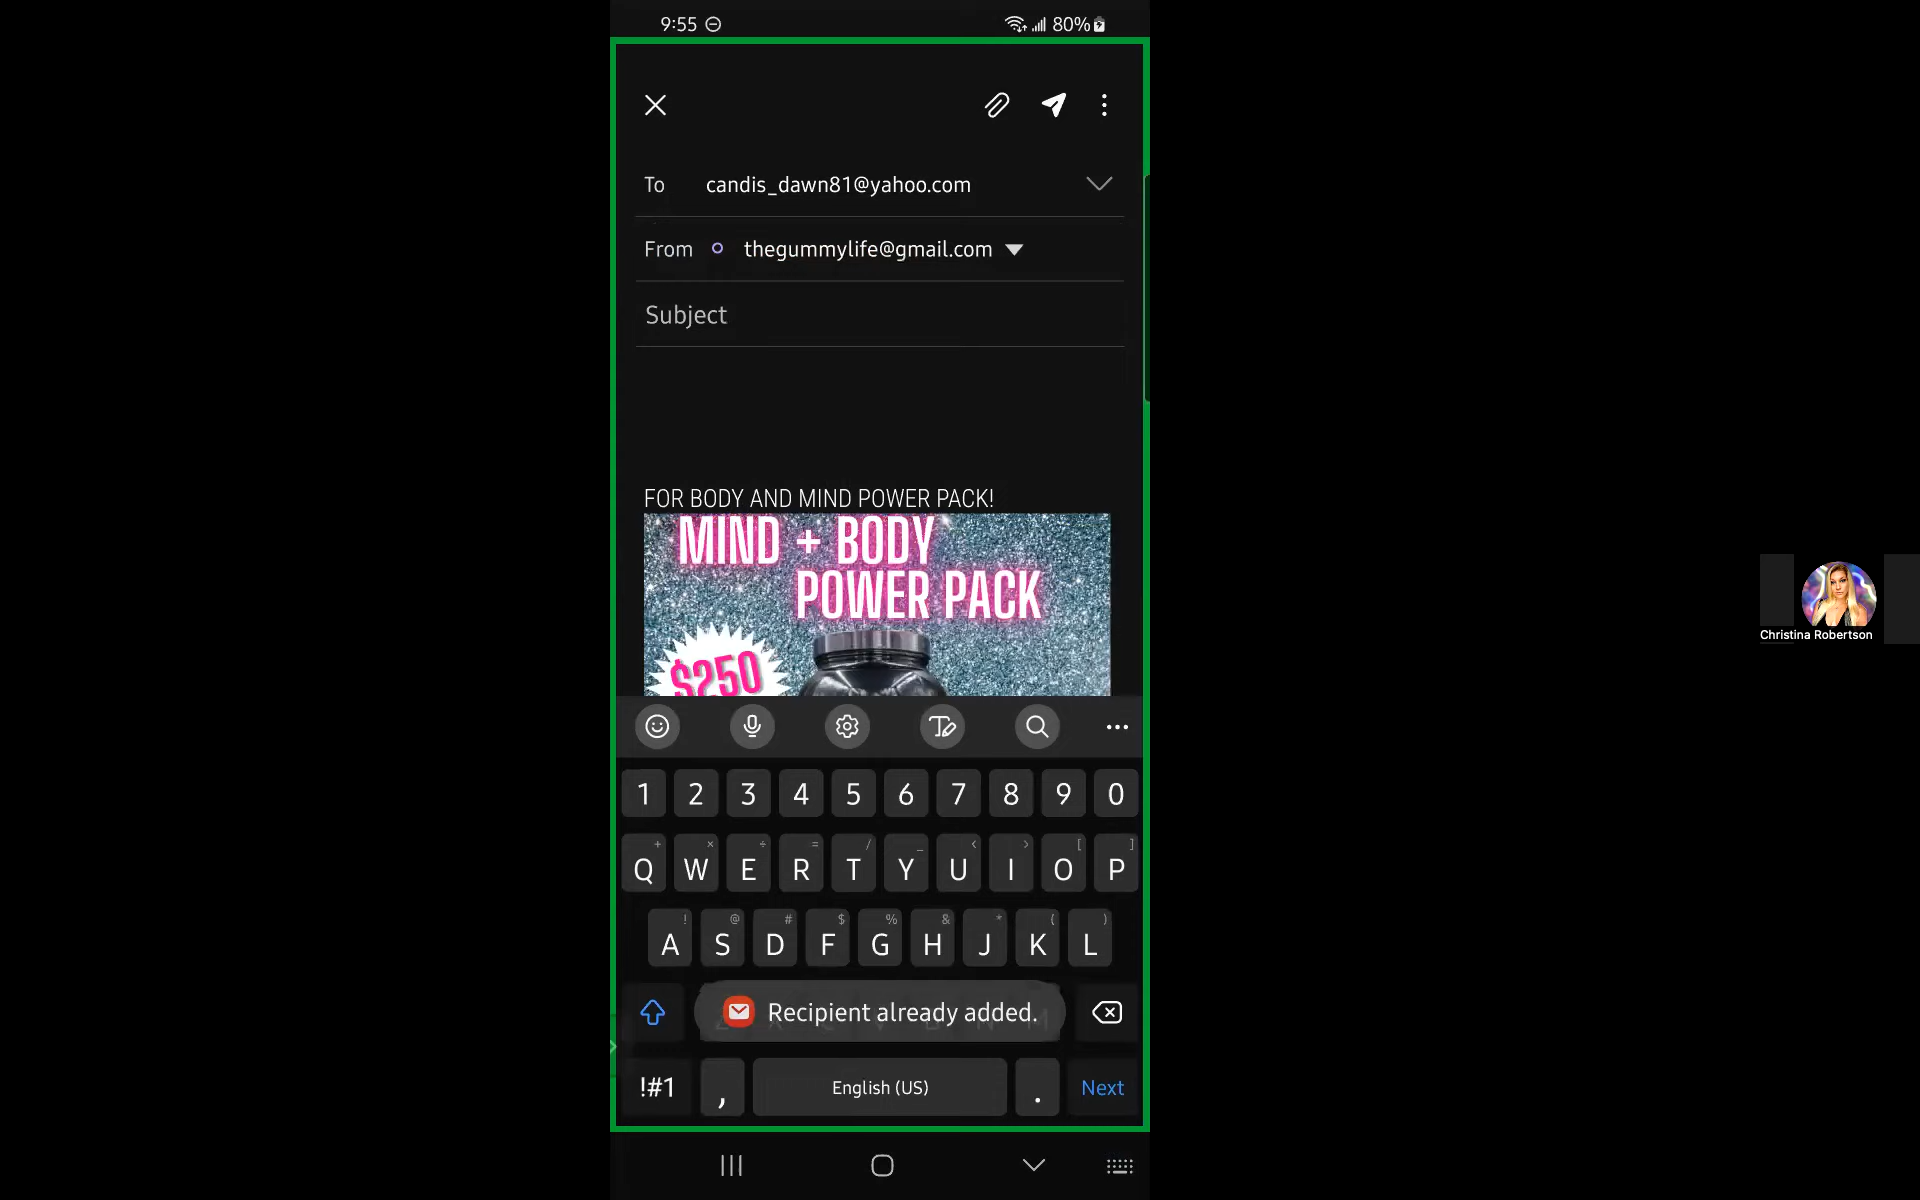 9:55 80%
To candis_dawn81@yahoo.com
From thegummylife@gmail.com
Subject
FOR BODY AND MIND POWER PACK!
MIND + BODY
POWER PACK
$250
1 2 3 4 5 6 7 8 9 0
+ × ÷ = / _ < > [ ]
Q W E R T Y U I O P
! @ # $ % & * ( )
A S D F G H J K L
Recipient already added.
!#1 , English (US) . Next
Christina Robertson